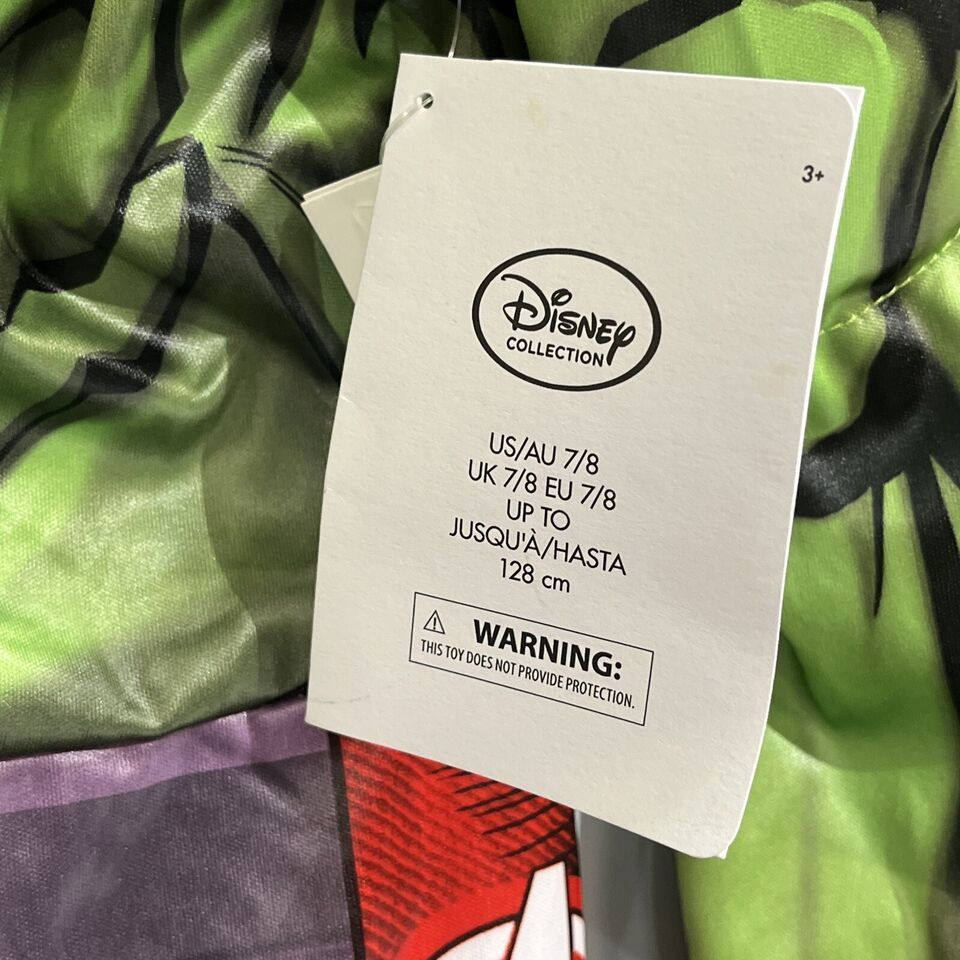 3+
Disney
COLLECTION
US/AU 7/8
UK 7/8 EU 7/8
UP TO
JUSQU'À/HASTA
128 cm
WARNING:
THIS TOY DOES NOT PROVIDE PROTECTION.